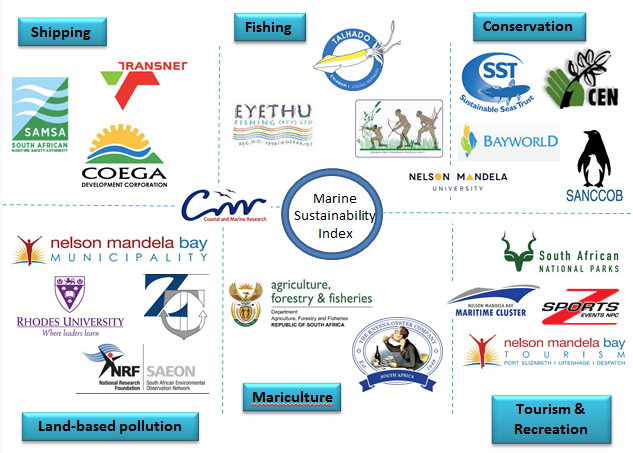 Shipping
Fishing
Conservation
TRANSNET
SAMSA
SOUTH AFRICAN
MARITIME SAFETY AUTHORITY
COEGA
DEVELOPMENT CORPORATION
TALHADO
EYETHU
FISHING (PTY) LTD
SST
Sustainable Seas Trust
CEN
BAYWORLD
SANCCOB
NELSON MANDELA
UNIVERSITY
cmr
Coastal and Marine Research
Marine
Sustainability
Index
nelson mandela bay
MUNICIPALITY
RHODES UNIVERSITY
Where leaders learn
NRF
National Research
Foundation
SAEON
South African Environmental
Observation Network
Land-based pollution
agriculture,
forestry & fisheries
Department:
Agriculture, Forestry and Fisheries
REPUBLIC OF SOUTH AFRICA
THE KNYSNA OYSTER COMPANY
SOUTH AFRICA
Mariculture
South African
NATIONAL PARKS
NELSON MANDELA BAY
MARITIME CLUSTER
Z
SPORTS
EVENTS NPC
nelson mandela bay
TOURISM
PORT ELIZABETH | UITENHAGE | DESPATCH
Tourism &
Recreation